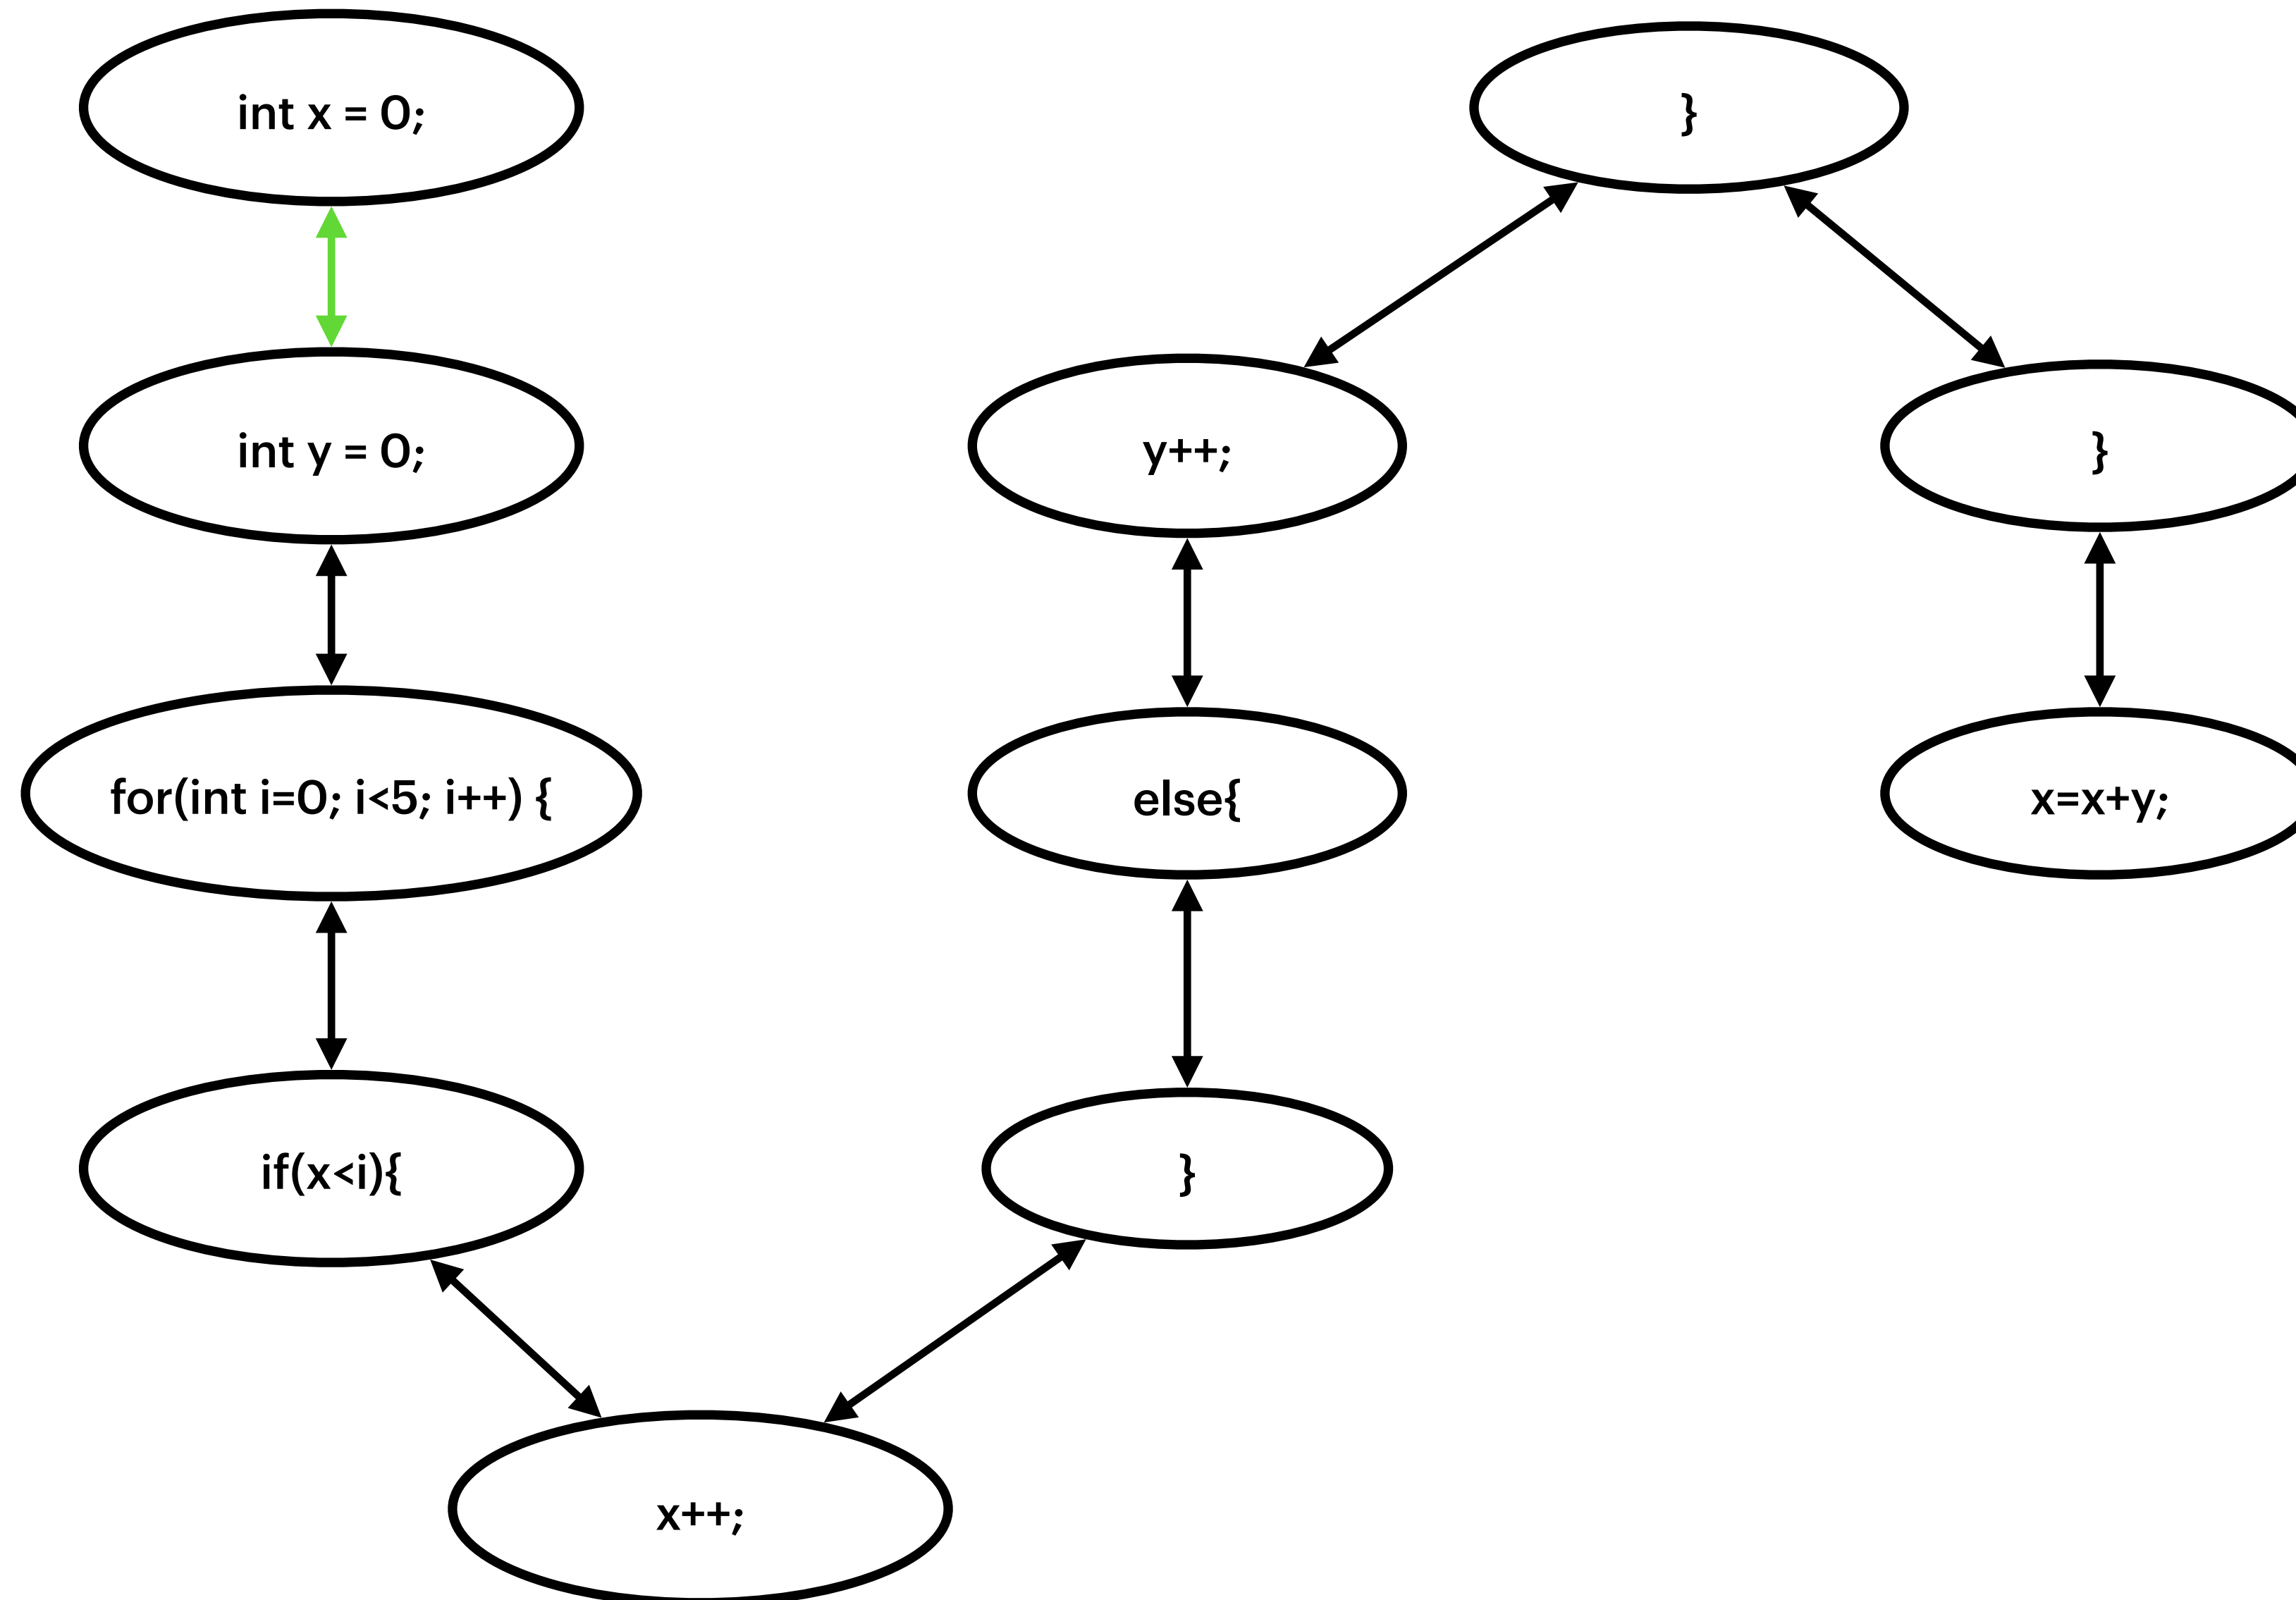 int x = 0;
int y = 0;
for(int i=0; i<5; i++) {
if(x<i){
x++;
}
else{
y++;
}
}
x=x+y;